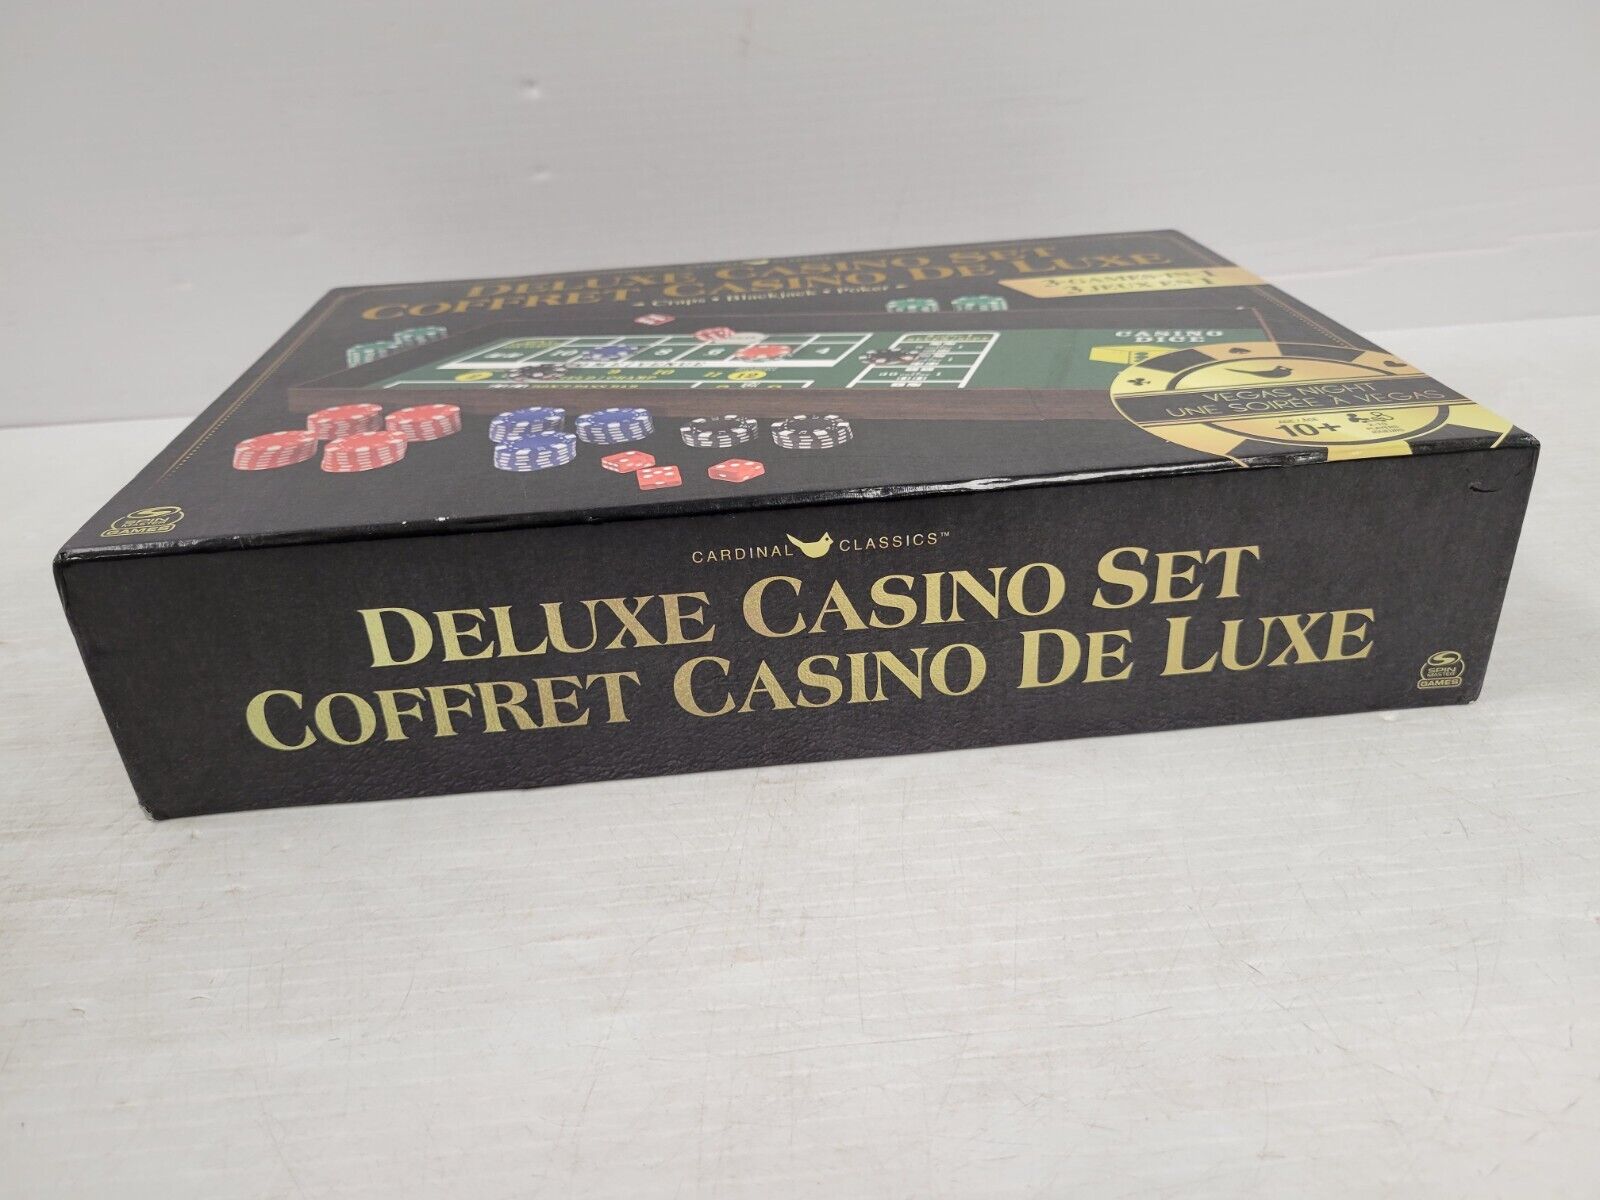 DELUXE CASINO SET
COFFRET CASINO DE LUXE
• Craps • Blackjack • Poker •
3-GAMES-IN-1
3 JEUX EN 1
CASINO
DICE
VEGAS NIGHT
UNE SOIRÉE À VEGAS
10+
SPIN
MASTER
GAMES
CARDINAL CLASSICS™
DELUXE CASINO SET
COFFRET CASINO DE LUXE
SPIN
MASTER
GAMES